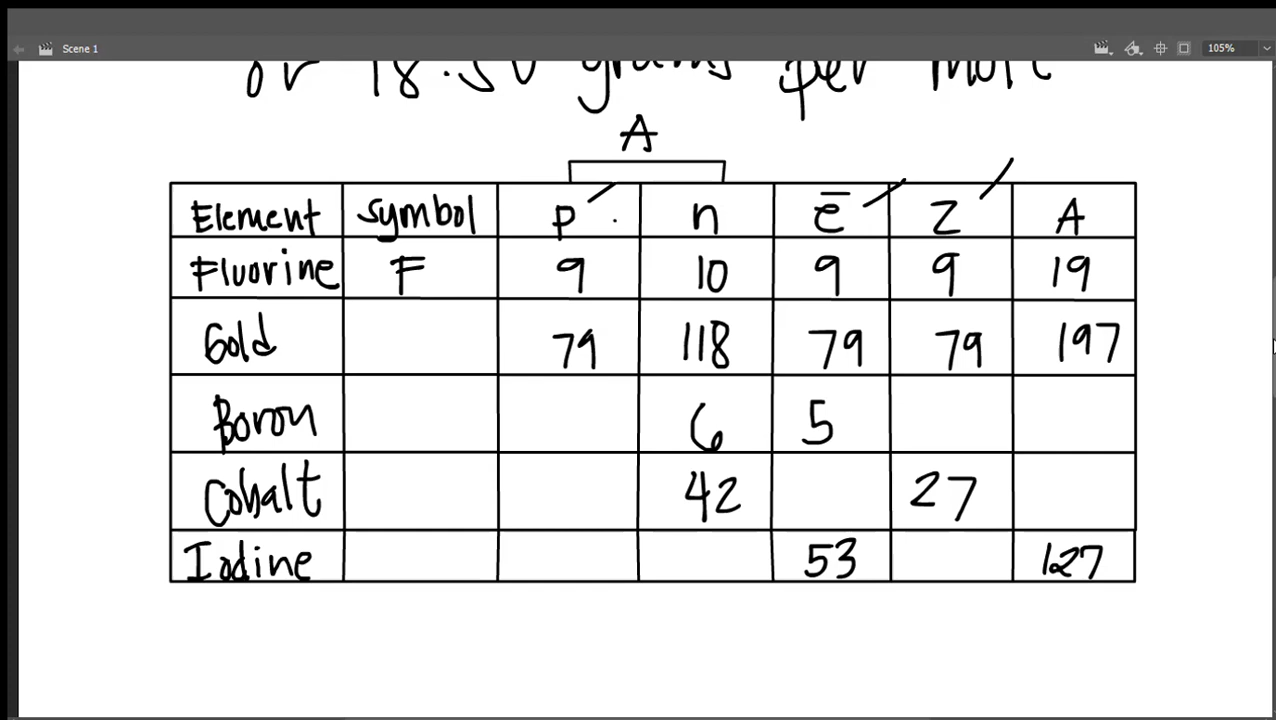 Scene 1
105%
or 18.50 grams per mole
A
Element Symbol P n e̅ Z A
Fluorine F 9 10 9 9 19
Gold 79 118 79 79 197
Boron 6 5
Cobalt 42 27
Iodine 53 127